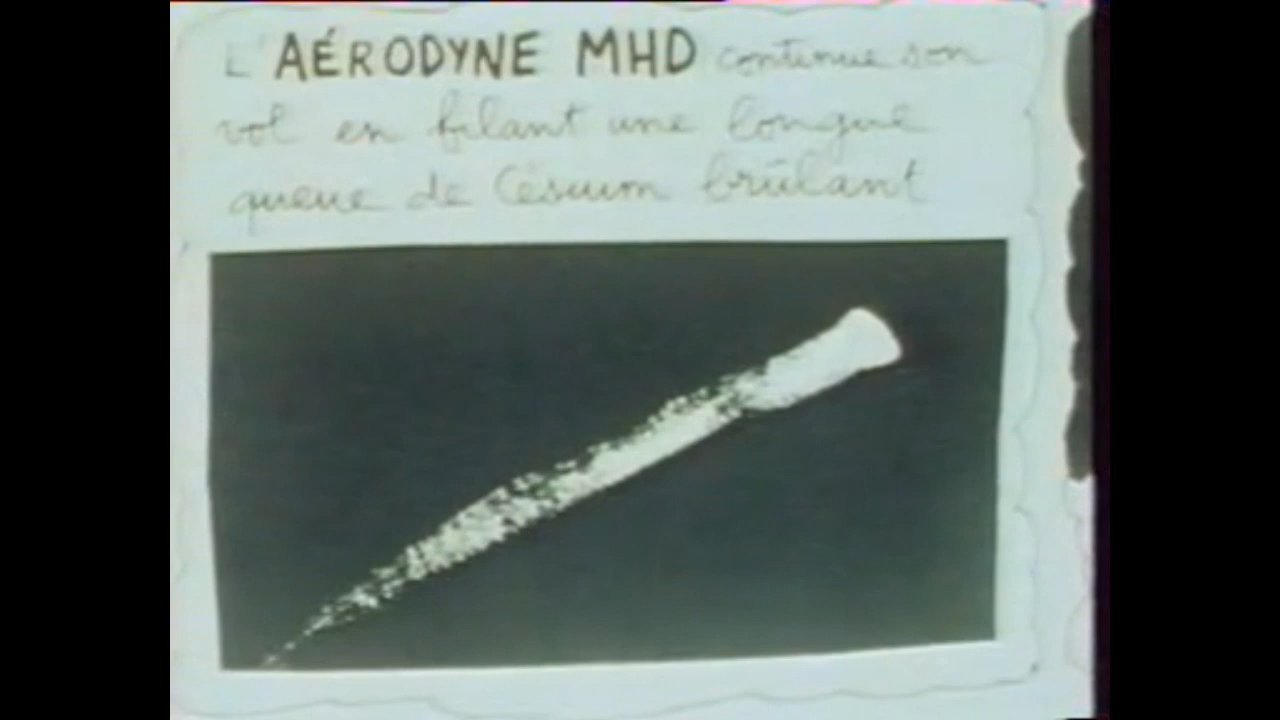 L'AÉRODYNE MHD continue son
vol en filant une longue
queue de Césium brûlant